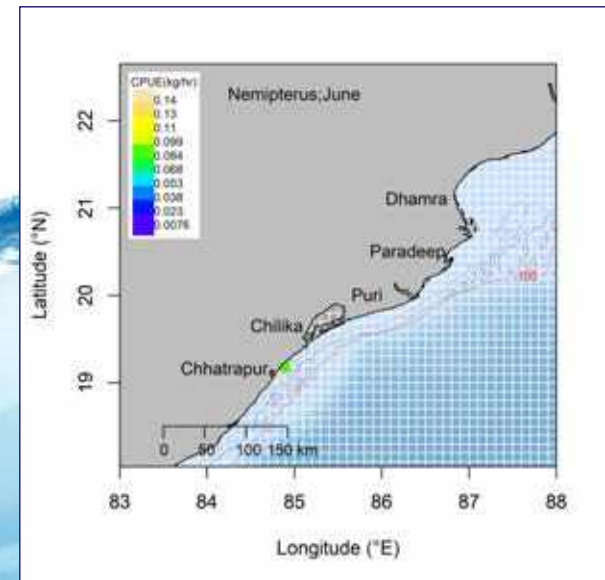 CPUE(kg/hr)
0.14
0.13
0.11
0.099
0.084
0.068
0.053
0.038
0.023
0.0076
Nemipterus;June
Dhamra
Paradeep
Puri
Chilika
Chhatrapur
100
0 50 100 150 km
22
21
20
19
Latitude (°N)
83 84 85 86 87 88
Longitude (°E)